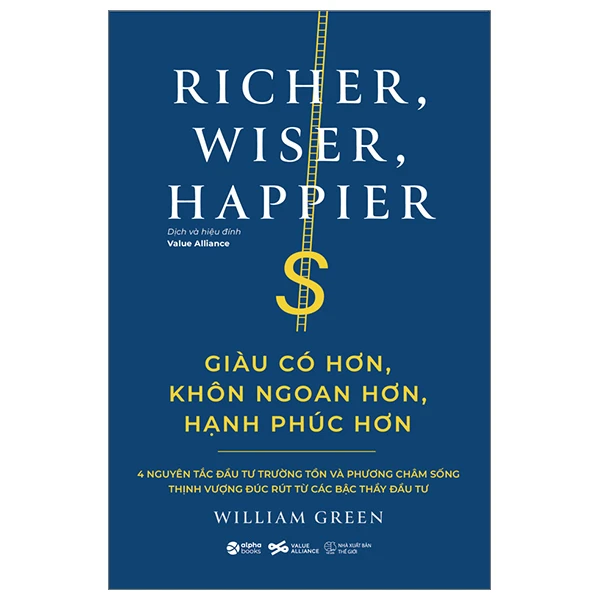 RICHER,
WISER,
HAPPIER
Dịch và hiệu đính
Value Alliance
$
GIÀU CÓ HƠN,
KHÔN NGOAN HƠN,
HẠNH PHÚC HƠN
4 NGUYÊN TẮC ĐẦU TƯ TRƯỜNG TỒN VÀ PHƯƠNG CHÂM SỐNG
THỊNH VƯỢNG ĐÚC RÚT TỪ CÁC BẬC THẦY ĐẦU TƯ
WILLIAM GREEN
alpha books
VALUE ALLIANCE
NHÀ XUẤT BẢN THẾ GIỚI